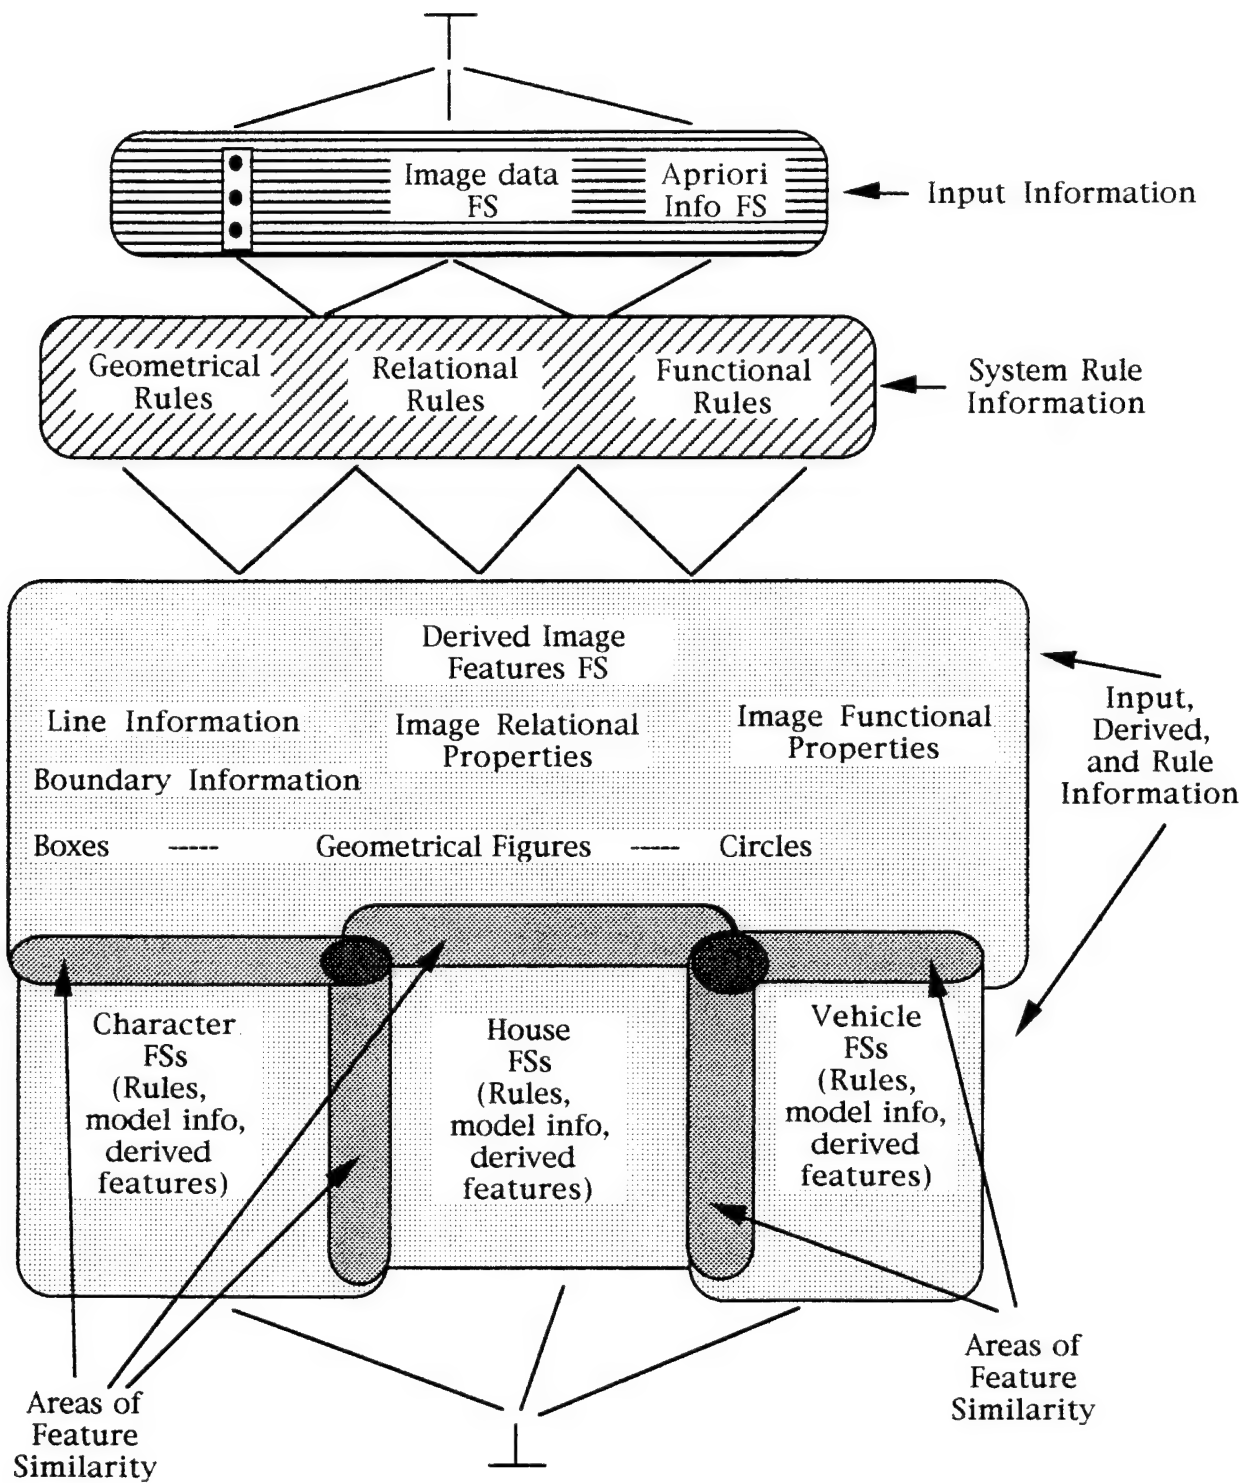 Image data
FS
Apriori
Info FS
Input Information
Geometrical
Rules
Relational
Rules
Functional
Rules
System Rule
Information
Derived Image
Features FS
Line Information
Image Relational
Properties
Image Functional
Properties
Boundary Information
Boxes ----- Geometrical Figures ----- Circles
Input,
Derived,
and Rule
Information
Character
FSs
(Rules,
model info,
derived
features)
House
FSs
(Rules,
model info,
derived
features)
Vehicle
FSs
(Rules,
model info,
derived
features)
Areas of
Feature
Similarity
Areas of
Feature
Similarity